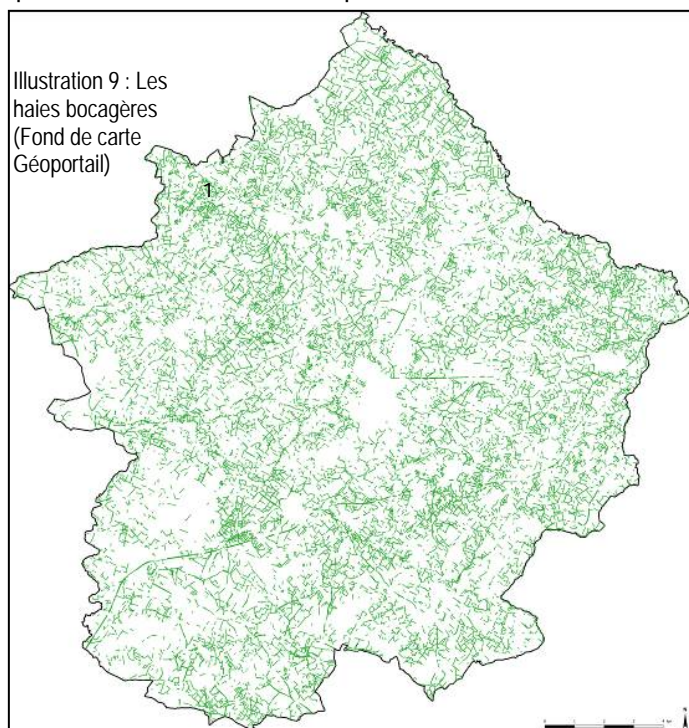 Illustration 9 : Les
haies bocagères
(Fond de carte
Géoportail)
1